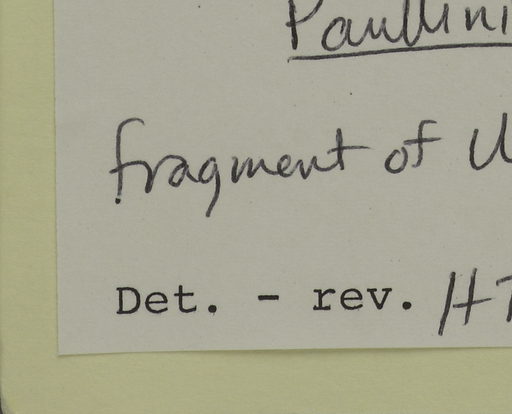 Paullini
fragment of U
Det. - rev. H